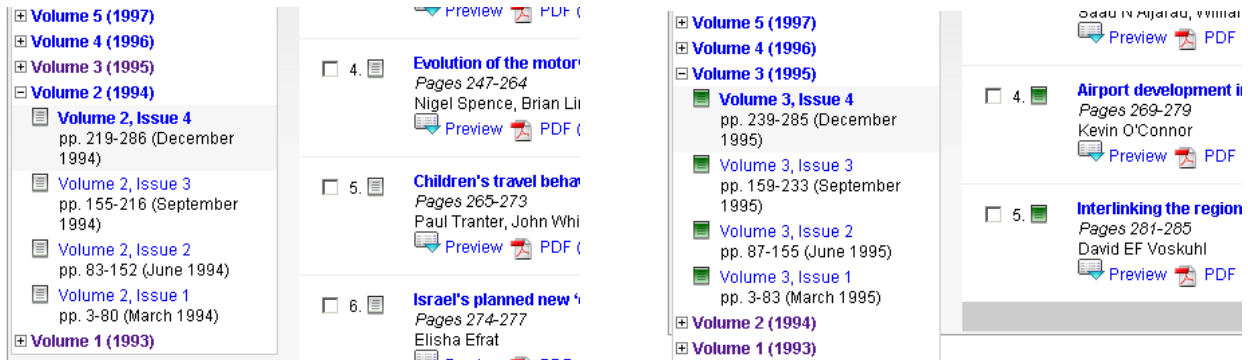 Volume 5 (1997)
Volume 4 (1996)
Volume 3 (1995)
Volume 2 (1994)
Volume 2, Issue 4
pp. 219-286 (December
1994)
Volume 2, Issue 3
pp. 155-216 (September
1994)
Volume 2, Issue 2
pp. 83-152 (June 1994)
Volume 2, Issue 1
pp. 3-80 (March 1994)
Volume 1 (1993)
Preview PDF (
4.
Evolution of the motor
Pages 247-264
Nigel Spence, Brian Li
Preview PDF (
5.
Children's travel beha
Pages 265-273
Paul Tranter, John Whi
Preview PDF (
6.
Israel's planned new '
Pages 274-277
Elisha Efrat
Volume 5 (1997)
Volume 4 (1996)
Volume 3 (1995)
Volume 3, Issue 4
pp. 239-285 (December
1995)
Volume 3, Issue 3
pp. 159-233 (September
1995)
Volume 3, Issue 2
pp. 87-155 (June 1995)
Volume 3, Issue 1
pp. 3-83 (March 1995)
Volume 2 (1994)
Volume 1 (1993)
Preview PDF
4.
Airport development i
Pages 269-279
Kevin O'Connor
Preview PDF
5.
Interlinking the region
Pages 281-285
David EF Voskuhl
Preview PDF